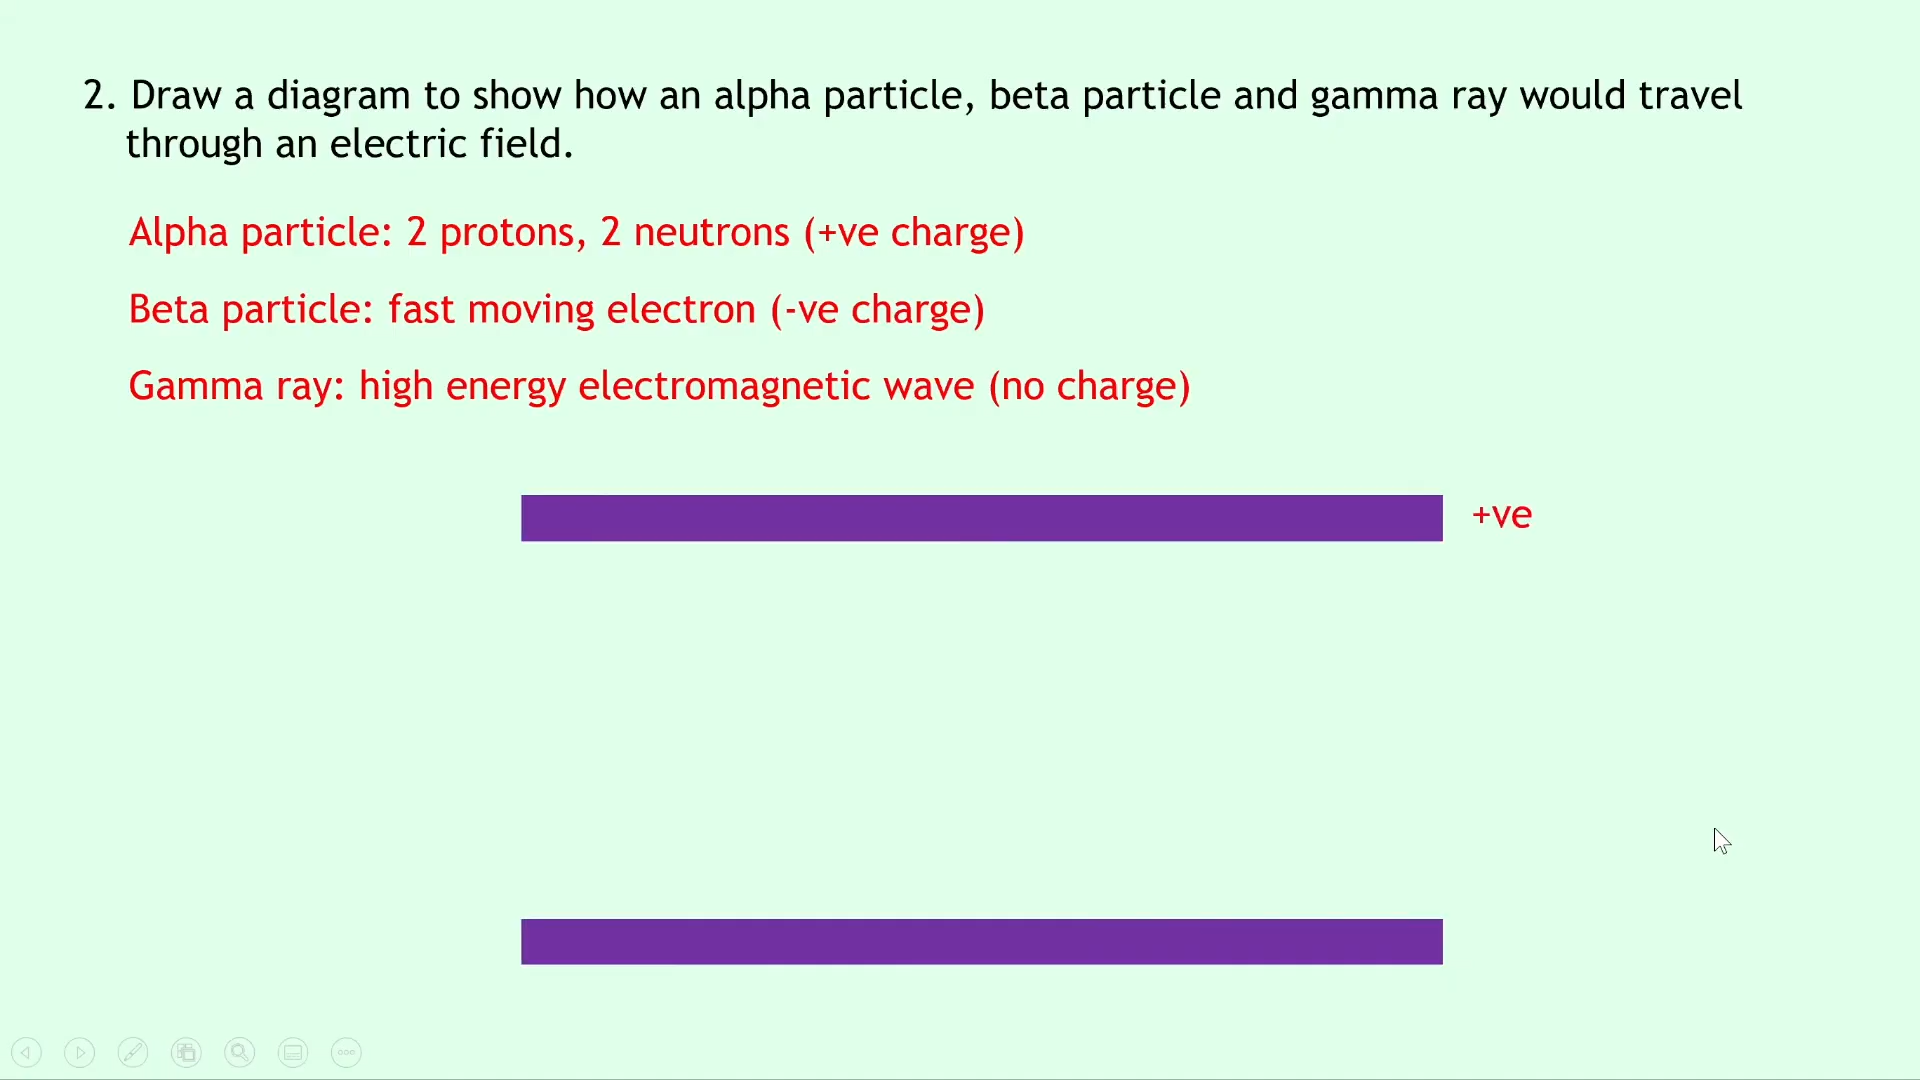 2. Draw a diagram to show how an alpha particle, beta particle and gamma ray would travel
through an electric field.
Alpha particle: 2 protons, 2 neutrons (+ve charge)
Beta particle: fast moving electron (-ve charge)
Gamma ray: high energy electromagnetic wave (no charge)
+ve